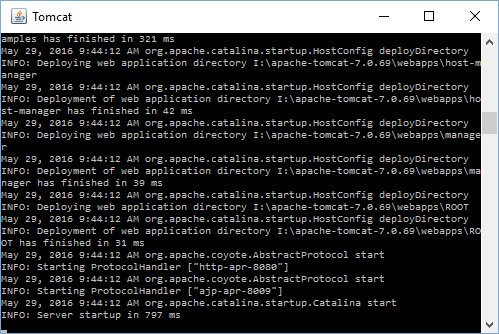 Tomcat
amples has finished in 321 ms
May 29, 2016 9:44:12 AM org.apache.catalina.startup.HostConfig deployDirectory
INFO: Deploying web application directory I:\apache-tomcat-7.0.69\webapps\host-m
anager
May 29, 2016 9:44:12 AM org.apache.catalina.startup.HostConfig deployDirectory
INFO: Deployment of web application directory I:\apache-tomcat-7.0.69\webapps\ho
st-manager has finished in 42 ms
May 29, 2016 9:44:12 AM org.apache.catalina.startup.HostConfig deployDirectory
INFO: Deploying web application directory I:\apache-tomcat-7.0.69\webapps\manage
r
May 29, 2016 9:44:12 AM org.apache.catalina.startup.HostConfig deployDirectory
INFO: Deployment of web application directory I:\apache-tomcat-7.0.69\webapps\ma
nager has finished in 39 ms
May 29, 2016 9:44:12 AM org.apache.catalina.startup.HostConfig deployDirectory
INFO: Deploying web application directory I:\apache-tomcat-7.0.69\webapps\ROOT
May 29, 2016 9:44:12 AM org.apache.catalina.startup.HostConfig deployDirectory
INFO: Deployment of web application directory I:\apache-tomcat-7.0.69\webapps\RO
OT has finished in 31 ms
May 29, 2016 9:44:12 AM org.apache.coyote.AbstractProtocol start
INFO: Starting ProtocolHandler ["http-apr-8080"]
May 29, 2016 9:44:12 AM org.apache.coyote.AbstractProtocol start
INFO: Starting ProtocolHandler ["ajp-apr-8009"]
May 29, 2016 9:44:12 AM org.apache.catalina.startup.Catalina start
INFO: Server startup in 797 ms